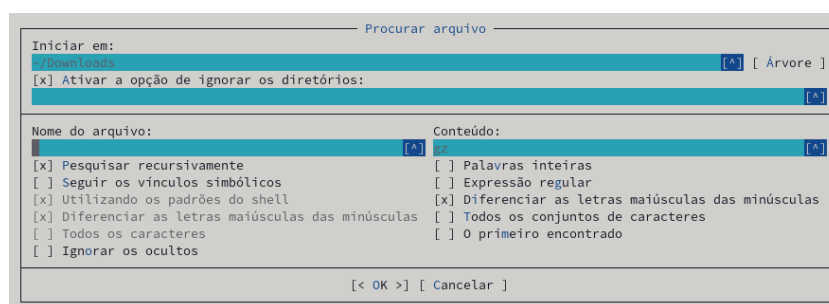 Procurar arquivo
Iniciar em:
~/Downloads [^] [ Árvore ]
[x] Ativar a opção de ignorar os diretórios:
[^]
Nome do arquivo:
[^]
[x] Pesquisar recursivamente
[ ] Seguir os vínculos simbólicos
[x] Utilizando os padrões do shell
[x] Diferenciar as letras maiúsculas das minúsculas
[ ] Todos os caracteres
[ ] Ignorar os ocultos
Conteúdo:
gz [^]
[ ] Palavras inteiras
[ ] Expressão regular
[x] Diferenciar as letras maiúsculas das minúsculas
[ ] Todos os conjuntos de caracteres
[ ] O primeiro encontrado
[< OK >] [ Cancelar ]